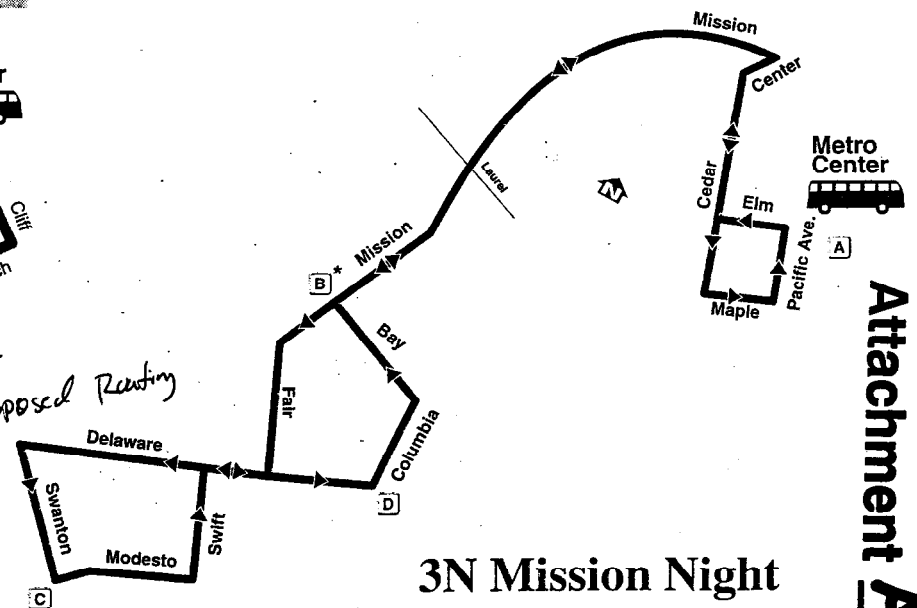 Mission
Center
r
Metro
Center
Laurel
N
Cedar
Elm
Cliff
Pacific Ave.
A
Mission
B *
Maple
Bay
Attachment
Fair
Routing
Columbia
Delaware
D
Swanton
Swift
Modesto
3N Mission Night
C